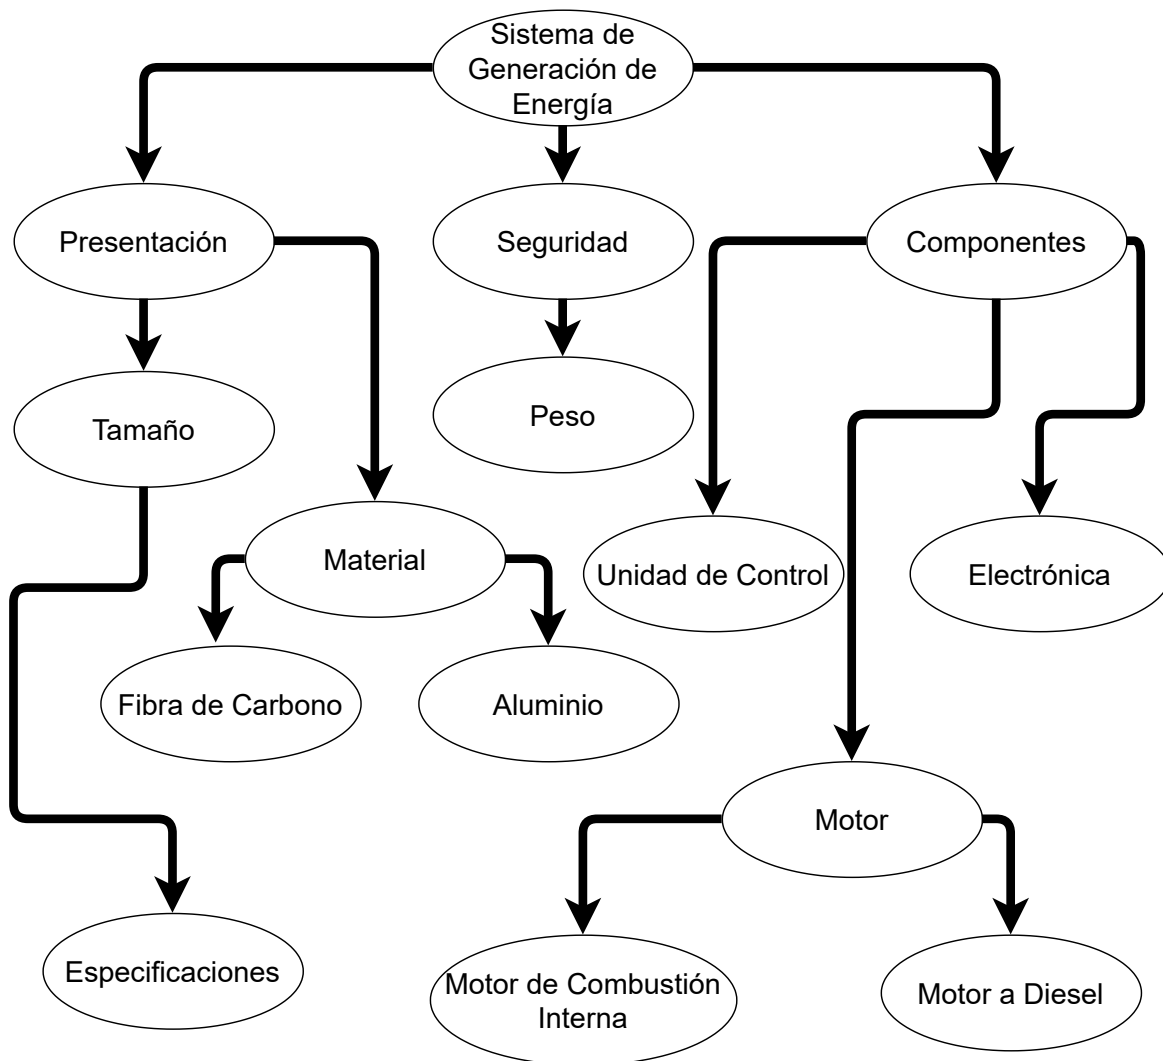 Sistema de
Generación de
Energía
Presentación
Seguridad
Componentes
Tamaño
Peso
Material
Unidad de Control
Electrónica
Fibra de Carbono
Aluminio
Motor
Especificaciones
Motor de Combustión
Interna
Motor a Diesel